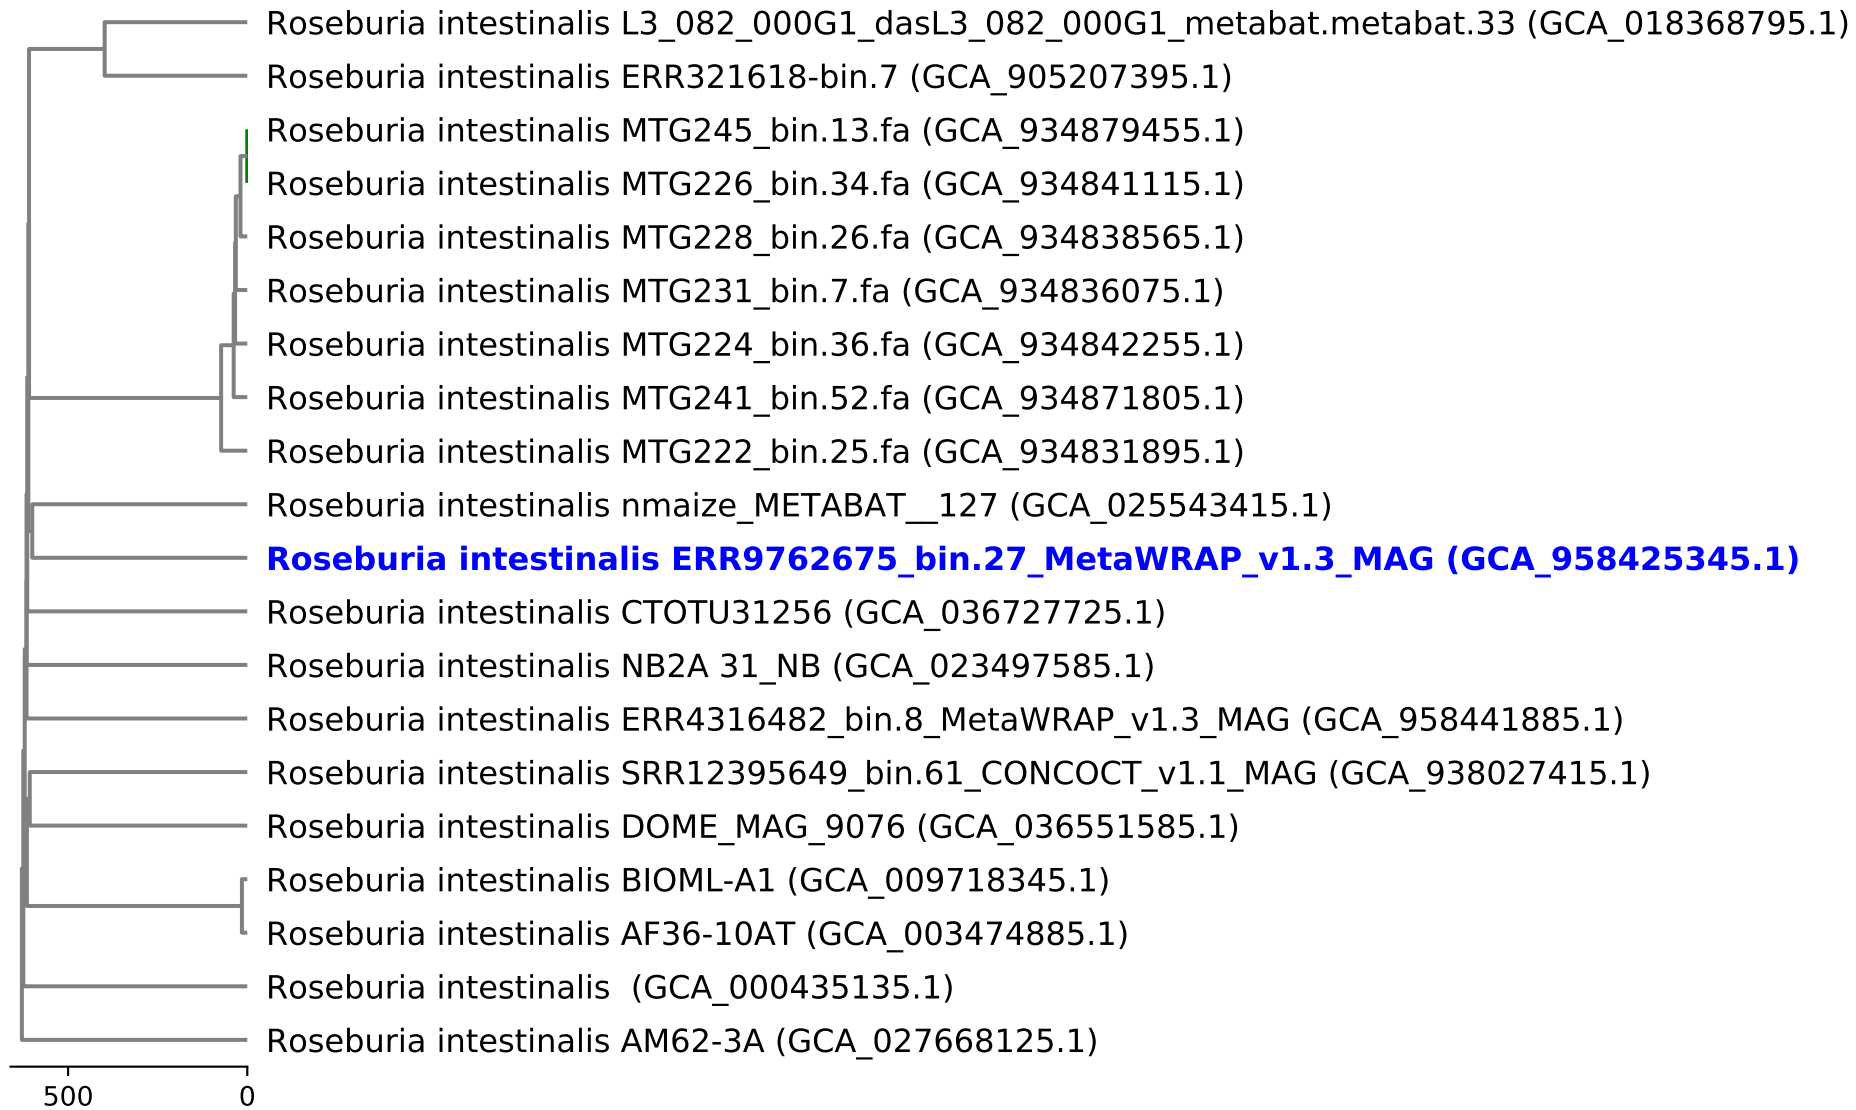 Roseburia intestinalis L3_082_000G1_dasL3_082_000G1_metabat.metabat.33 (GCA_018368795.1)
Roseburia intestinalis ERR321618-bin.7 (GCA_905207395.1)
Roseburia intestinalis MTG245_bin.13.fa (GCA_934879455.1)
Roseburia intestinalis MTG226_bin.34.fa (GCA_934841115.1)
Roseburia intestinalis MTG228_bin.26.fa (GCA_934838565.1)
Roseburia intestinalis MTG231_bin.7.fa (GCA_934836075.1)
Roseburia intestinalis MTG224_bin.36.fa (GCA_934842255.1)
Roseburia intestinalis MTG241_bin.52.fa (GCA_934871805.1)
Roseburia intestinalis MTG222_bin.25.fa (GCA_934831895.1)
Roseburia intestinalis nmaize_METABAT__127 (GCA_025543415.1)
Roseburia intestinalis ERR9762675_bin.27_MetaWRAP_v1.3_MAG (GCA_958425345.1)
Roseburia intestinalis CTOTU31256 (GCA_036727725.1)
Roseburia intestinalis NB2A 31_NB (GCA_023497585.1)
Roseburia intestinalis ERR4316482_bin.8_MetaWRAP_v1.3_MAG (GCA_958441885.1)
Roseburia intestinalis SRR12395649_bin.61_CONCOCT_v1.1_MAG (GCA_938027415.1)
Roseburia intestinalis DOME_MAG_9076 (GCA_036551585.1)
Roseburia intestinalis BIOML-A1 (GCA_009718345.1)
Roseburia intestinalis AF36-10AT (GCA_003474885.1)
Roseburia intestinalis  (GCA_000435135.1)
Roseburia intestinalis AM62-3A (GCA_027668125.1)
500 0